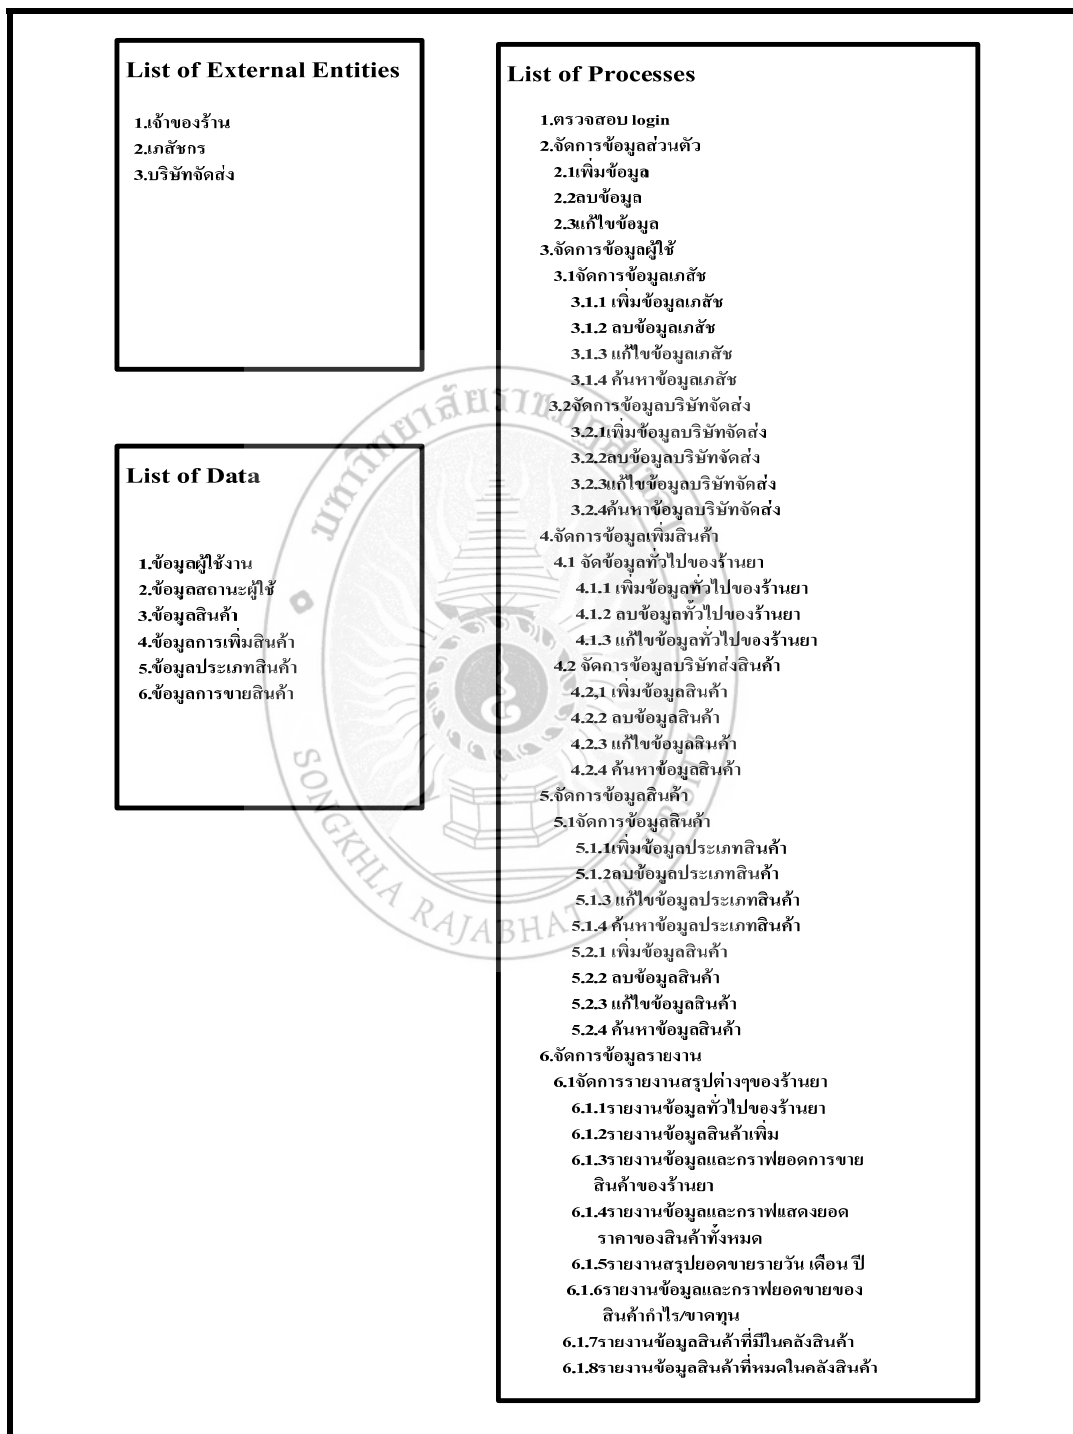 List of External Entities
1.เจ้าของร้าน
2.เภสัชกร
3.บริษัทจัดส่ง
List of Data
1.ข้อมูลผู้ใช้งาน
2.ข้อมูลสถานะผู้ใช้
3.ข้อมูลสินค้า
4.ข้อมูลการเพิ่มสินค้า
5.ข้อมูลประเภทสินค้า
6.ข้อมูลการขายสินค้า
List of Processes
1.ตรวจสอบ login
2.จัดการข้อมูลส่วนตัว
2.1เพิ่มข้อมูล
2.2ลบข้อมูล
2.3แก้ไขข้อมูล
3.จัดการข้อมูลผู้ใช้
3.1จัดการข้อมูลเภสัช
3.1.1 เพิ่มข้อมูลเภสัช
3.1.2 ลบข้อมูลเภสัช
3.1.3 แก้ไขข้อมูลเภสัช
3.1.4 ค้นหาข้อมูลเภสัช
3.2จัดการข้อมูลบริษัทจัดส่ง
3.2.1เพิ่มข้อมูลบริษัทจัดส่ง
3.2.2ลบข้อมูลบริษัทจัดส่ง
3.2.3แก้ไขข้อมูลบริษัทจัดส่ง
3.2.4ค้นหาข้อมูลบริษัทจัดส่ง
4.จัดการข้อมูลเพิ่มสินค้า
4.1 จัดข้อมูลทั่วไปของร้านยา
4.1.1 เพิ่มข้อมูลทั่วไปของร้านยา
4.1.2 ลบข้อมูลทั่วไปของร้านยา
4.1.3 แก้ไขข้อมูลทั่วไปของร้านยา
4.2 จัดการข้อมูลบริษัทส่งสินค้า
4.2,1 เพิ่มข้อมูลสินค้า
4.2.2 ลบข้อมูลสินค้า
4.2.3 แก้ไขข้อมูลสินค้า
4.2.4 ค้นหาข้อมูลสินค้า
5.จัดการข้อมูลสินค้า
5.1จัดการข้อมูลสินค้า
5.1.1เพิ่มข้อมูลประเภทสินค้า
5.1.2ลบข้อมูลประเภทสินค้า
5.1.3 แก้ไขข้อมูลประเภทสินค้า
5.1.4 ค้นหาข้อมูลประเภทสินค้า
5.2.1 เพิ่มข้อมูลสินค้า
5.2.2 ลบข้อมูลสินค้า
5.2.3 แก้ไขข้อมูลสินค้า
5.2.4 ค้นหาข้อมูลสินค้า
6.จัดการข้อมูลรายงาน
6.1จัดการรายงานสรุปต่างๆของร้านยา
6.1.1รายงานข้อมูลทั่วไปของร้านยา
6.1.2รายงานข้อมูลสินค้าเพิ่ม
6.1.3รายงานข้อมูลและกราฟยอดการขาย
สินค้าของร้านยา
6.1.4รายงานข้อมูลและกราฟแสดงยอด
ราคาของสินค้าทั้งหมด
6.1.5รายงานสรุปยอดขายรายวัน เดือน ปี
6.1.6รายงานข้อมูลและกราฟยอดขายของ
สินค้ากำไร/ขาดทุน
6.1.7รายงานข้อมูลสินค้าที่มีในคลังสินค้า
6.1.8รายงานข้อมูลสินค้าที่หมดในคลังสินค้า
มหาวิทยาลัยราชภัฏสงขลา
SONGKHLA RAJABHAT UNIVERSITY